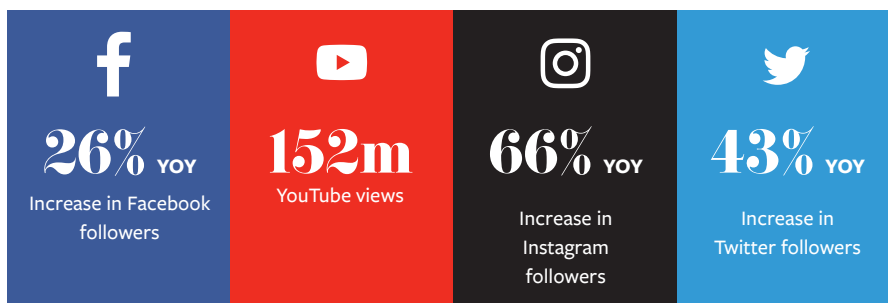 26% YOY
Increase in Facebook
followers
152m
YouTube views
66% YOY
Increase in
Instagram
followers
43% YOY
Increase in
Twitter followers